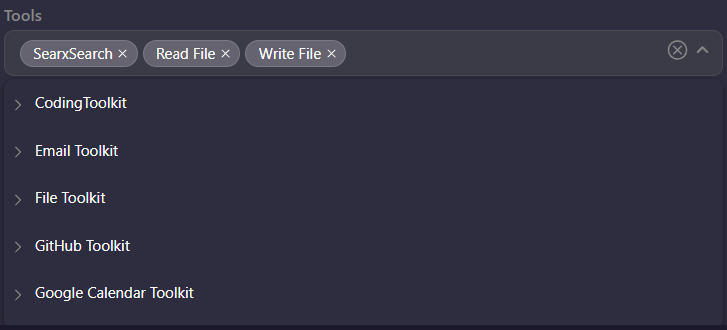 Tools
SearxSearch × Read File × Write File ×
CodingToolkit
Email Toolkit
File Toolkit
GitHub Toolkit
Google Calendar Toolkit